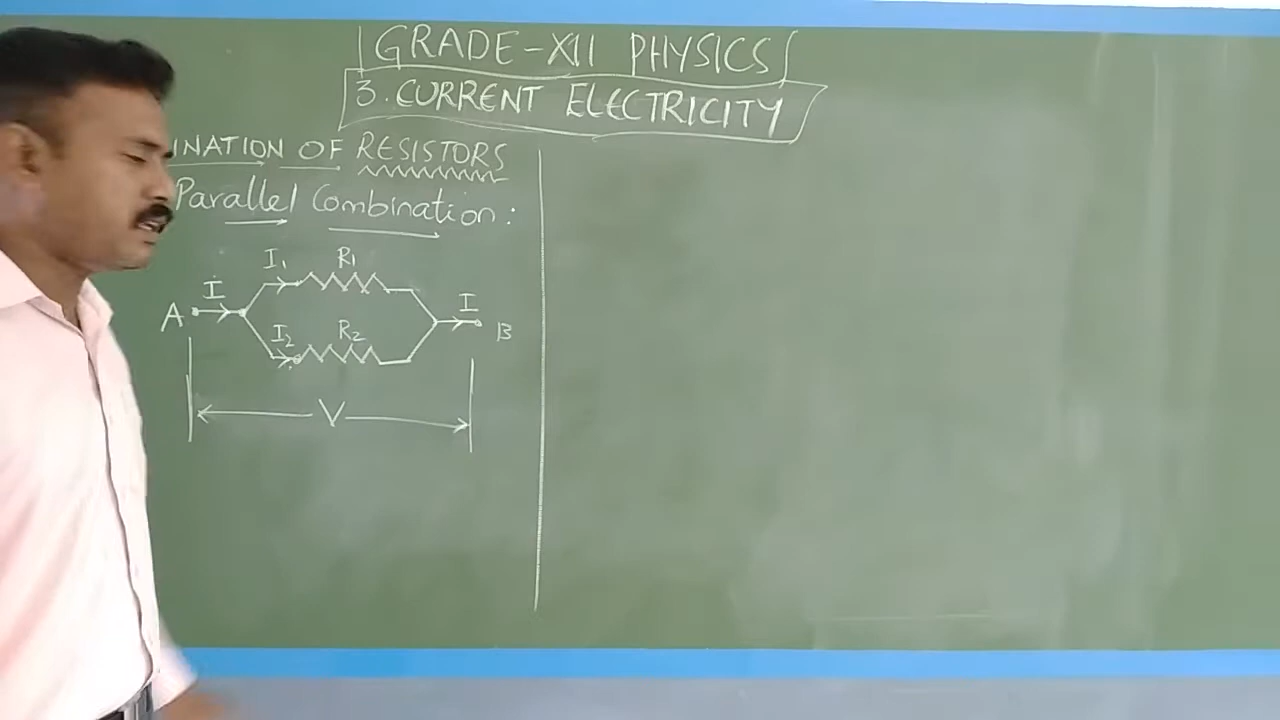 GRADE-XII PHYSICS
3. CURRENT ELECTRICITY
INATION OF RESISTORS
Parallel Combination:
I₁ R₁
A I I B
I₂ R₂
V